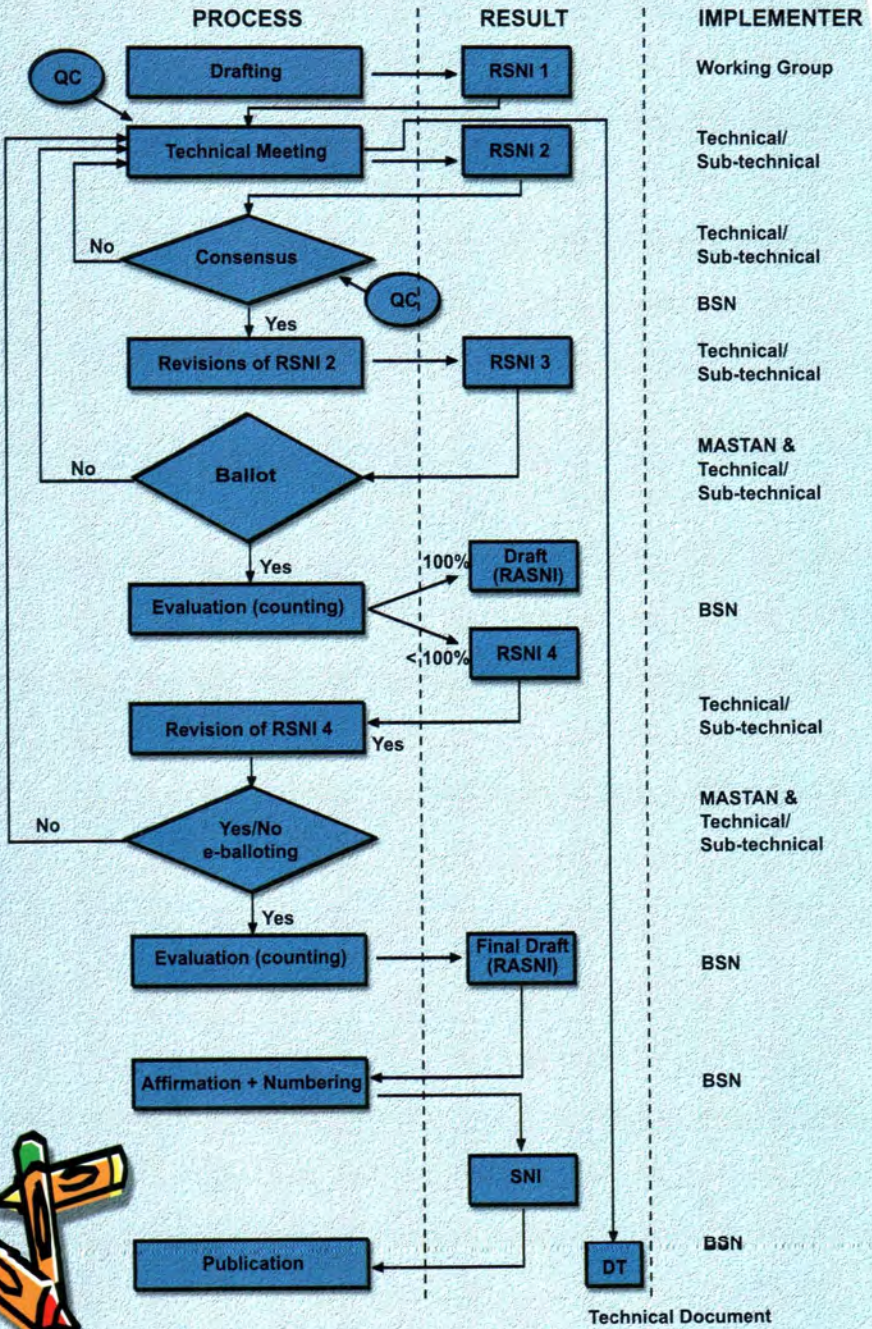 PROCESS
RESULT
IMPLEMENTER
QC
Drafting
RSNI 1
Working Group
Technical Meeting
RSNI 2
Technical/
Sub-technical
No
Consensus
Technical/
Sub-technical
QC
BSN
Yes
Revisions of RSNI 2
RSNI 3
Technical/
Sub-technical
No
Ballot
MASTAN &
Technical/
Sub-technical
Yes
100%
Draft
(RASNI)
Evaluation (counting)
BSN
< 100%
RSNI 4
Revision of RSNI 4
Yes
Technical/
Sub-technical
No
Yes/No
e-balloting
MASTAN &
Technical/
Sub-technical
Yes
Evaluation (counting)
Final Draft
(RASNI)
BSN
Affirmation + Numbering
BSN
SNI
Publication
DT
BSN
Technical Document